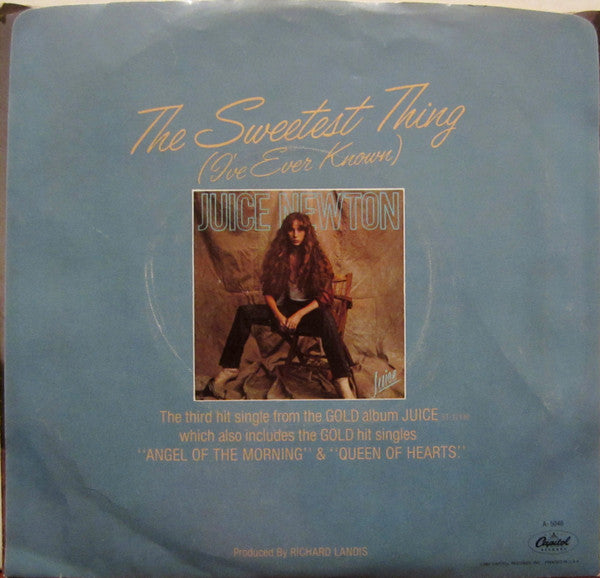 The Sweetest Thing
(I've Ever Known)
JUICE NEWTON
Juice
The third hit single from the GOLD album JUICE
which also includes the GOLD hit singles
"ANGEL OF THE MORNING" & "QUEEN OF HEARTS"
Produced By RICHARD LANDIS
A-5046
Capitol